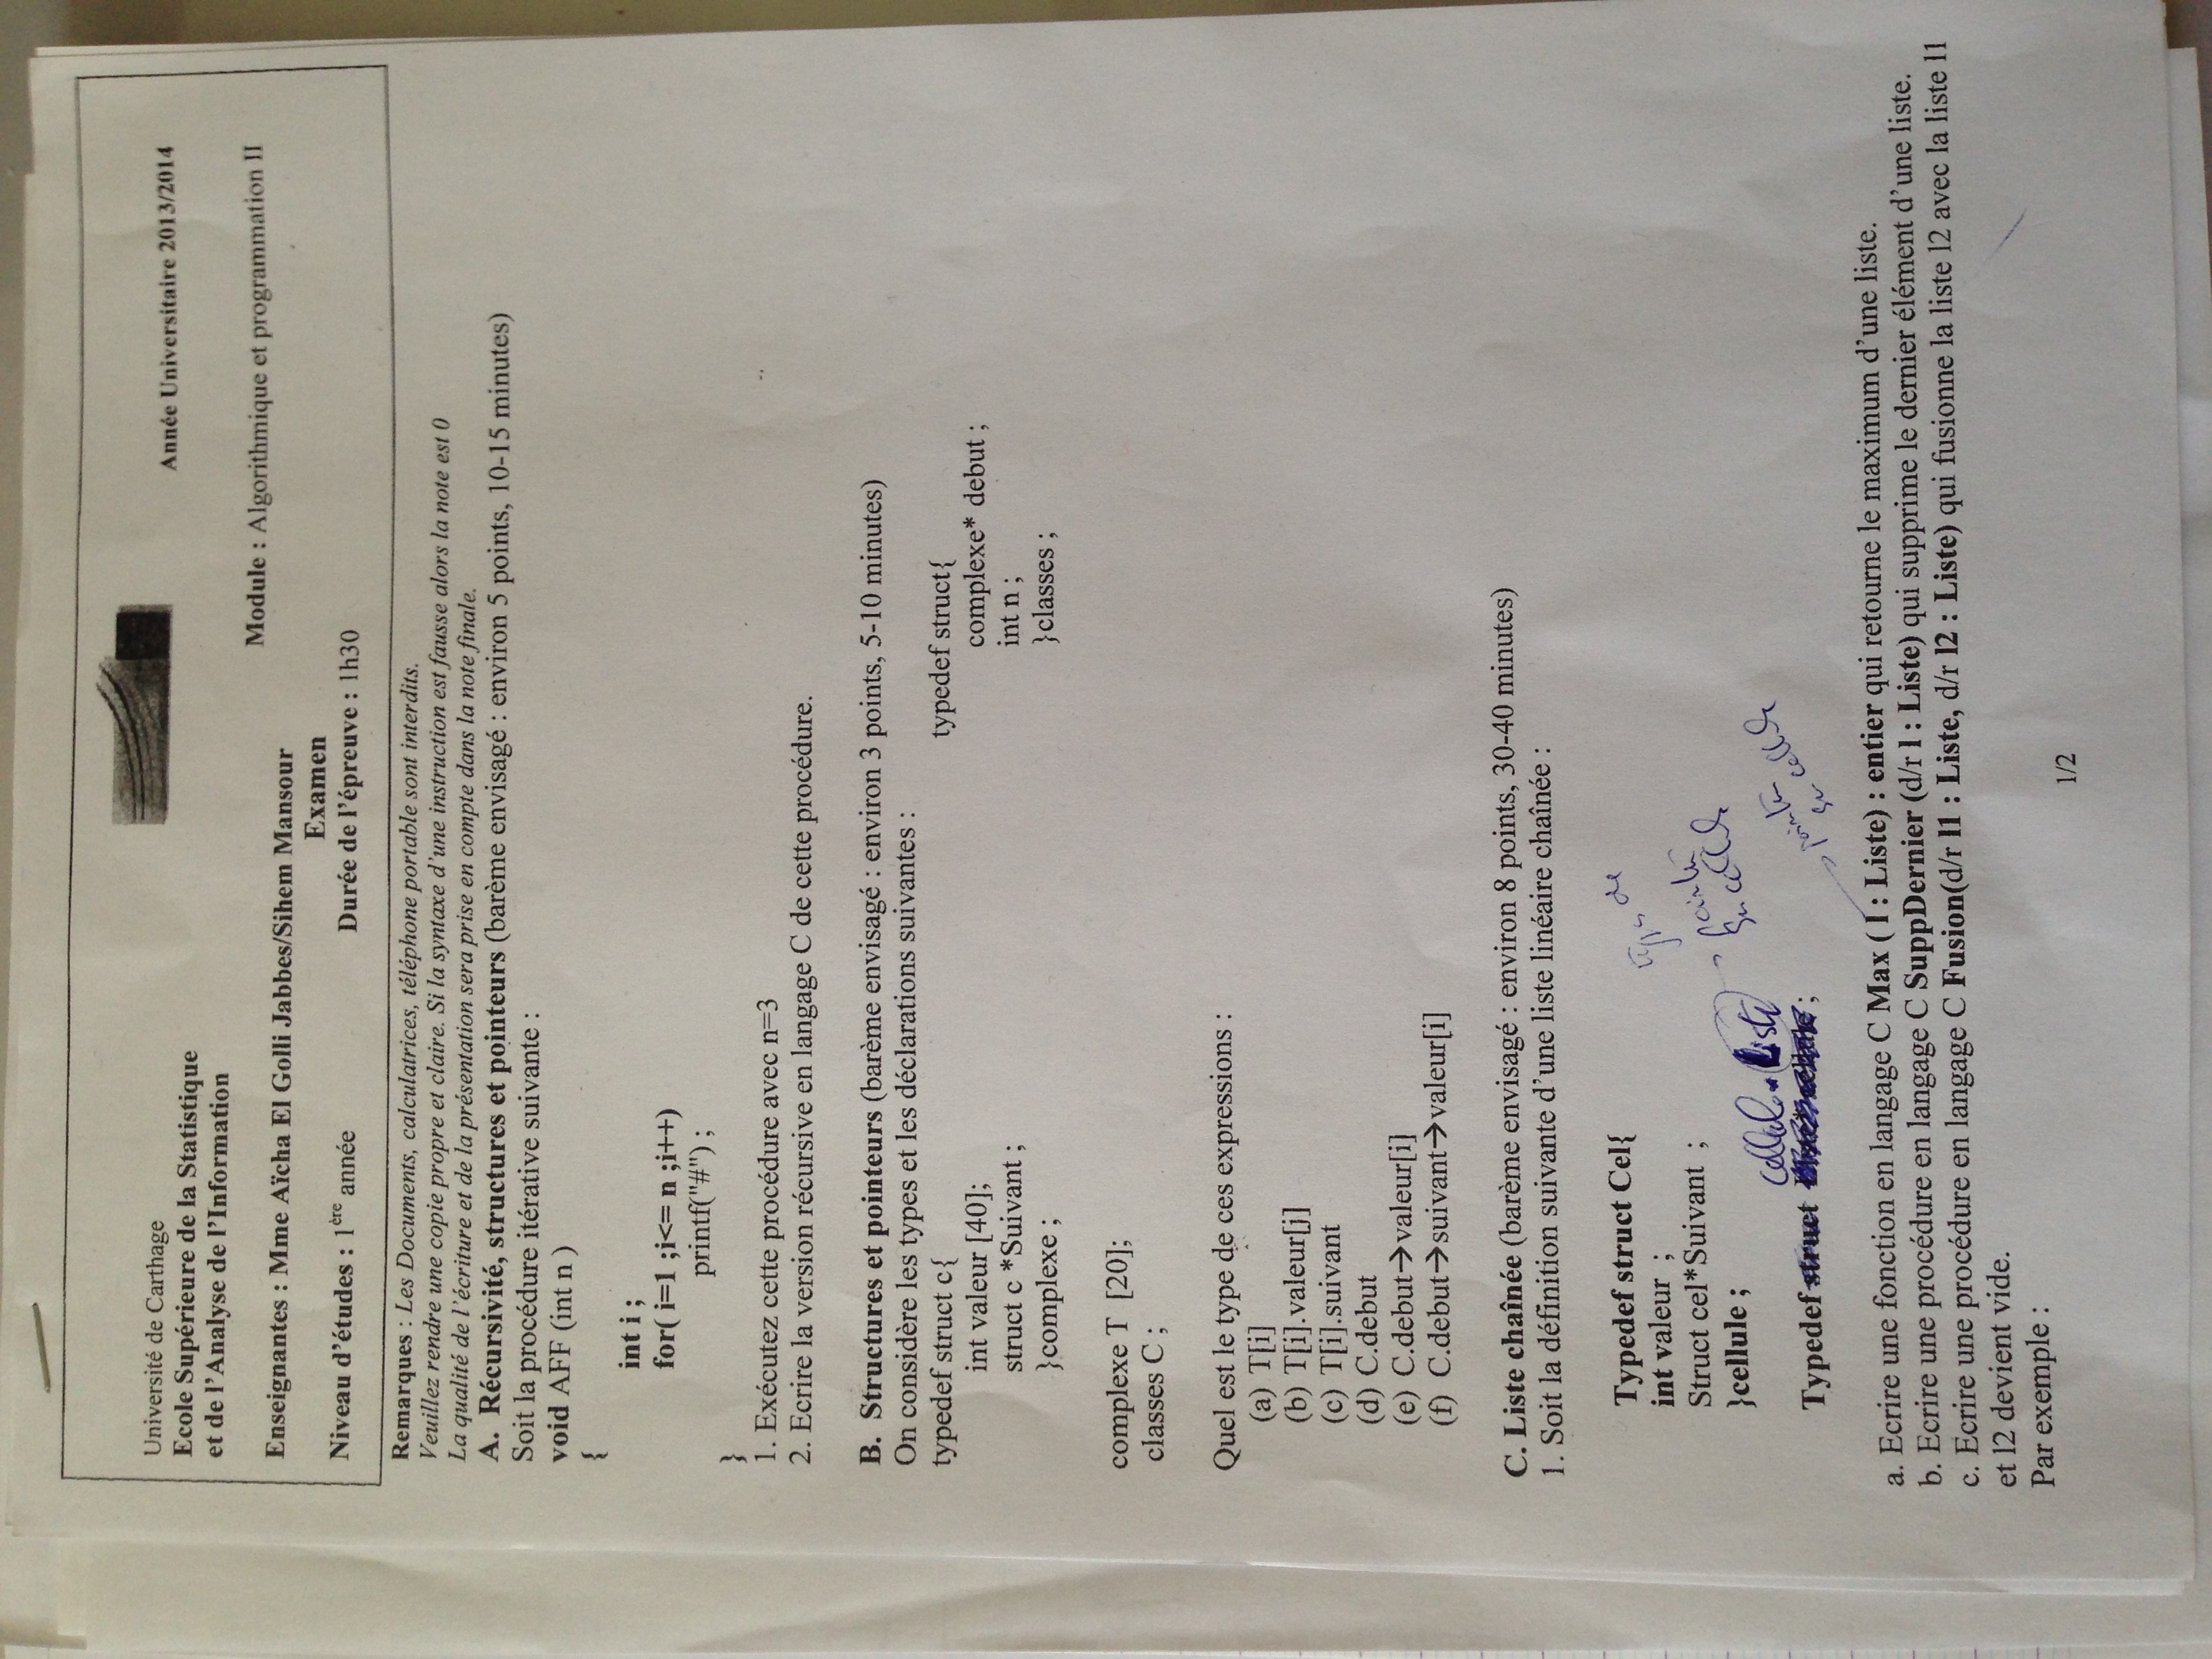 Université de Carthage
Ecole Supérieure de la Statistique
et de l'Analyse de l'Information
Année Universitaire 2013/2014
Module : Algorithmique et programmation II
Enseignantes : Mme Aïcha El Golli Jabbes/Sihem Mansour
Examen
Niveau d'études : 1ère année
Durée de l'épreuve : 1h30
Remarques : Les Documents, calculatrices, téléphone portable sont interdits.
Veuillez rendre une copie propre et claire. Si la syntaxe d'une instruction est fausse alors la note est 0
La qualité de l'écriture et de la présentation sera prise en compte dans la note finale.
A. Récursivité, structures et pointeurs (barème envisagé : environ 5 points, 10-15 minutes)
Soit la procédure itérative suivante :
void AFF (int n )
{
int i ;
for( i=1 ;i<= n ;i++)
printf("#") ;
}
1. Exécutez cette procédure avec n=3
2. Ecrire la version récursive en langage C de cette procédure.
B. Structures et pointeurs (barème envisagé : environ 3 points, 5-10 minutes)
On considère les types et les déclarations suivantes :
typedef struct c{
int valeur [40];
struct c *Suivant ;
}complexe ;
typedef struct{
complexe* debut ;
int n ;
}classes ;
complexe T [20];
classes C ;
Quel est le type de ces expressions :
(a) T[i]
(b) T[i].valeur[j]
(c) T[i].suivant
(d) C.debut
(e) C.debut→valeur[i]
(f) C.debut→suivant→valeur[i]
C. Liste chaînée (barème envisagé : environ 8 points, 30-40 minutes)
1. Soit la définition suivante d'une liste linéaire chaînée :
Typedef struct Cel{
int valeur ;
Struct cel*Suivant ;
}cellule ;
type de
pointeur
sur cellule
cellule * Liste
Typedef struct ;
pointeur
sur cellule
a. Ecrire une fonction en langage C Max ( l : Liste) : entier qui retourne le maximum d'une liste.
b. Ecrire une procédure en langage C SuppDernier (d/r l : Liste) qui supprime le dernier élément d'une liste.
c. Ecrire une procédure en langage C Fusion(d/r l1 : Liste, d/r l2 : Liste) qui fusionne la liste l2 avec la liste l1
et l2 devient vide.
Par exemple :
1/2